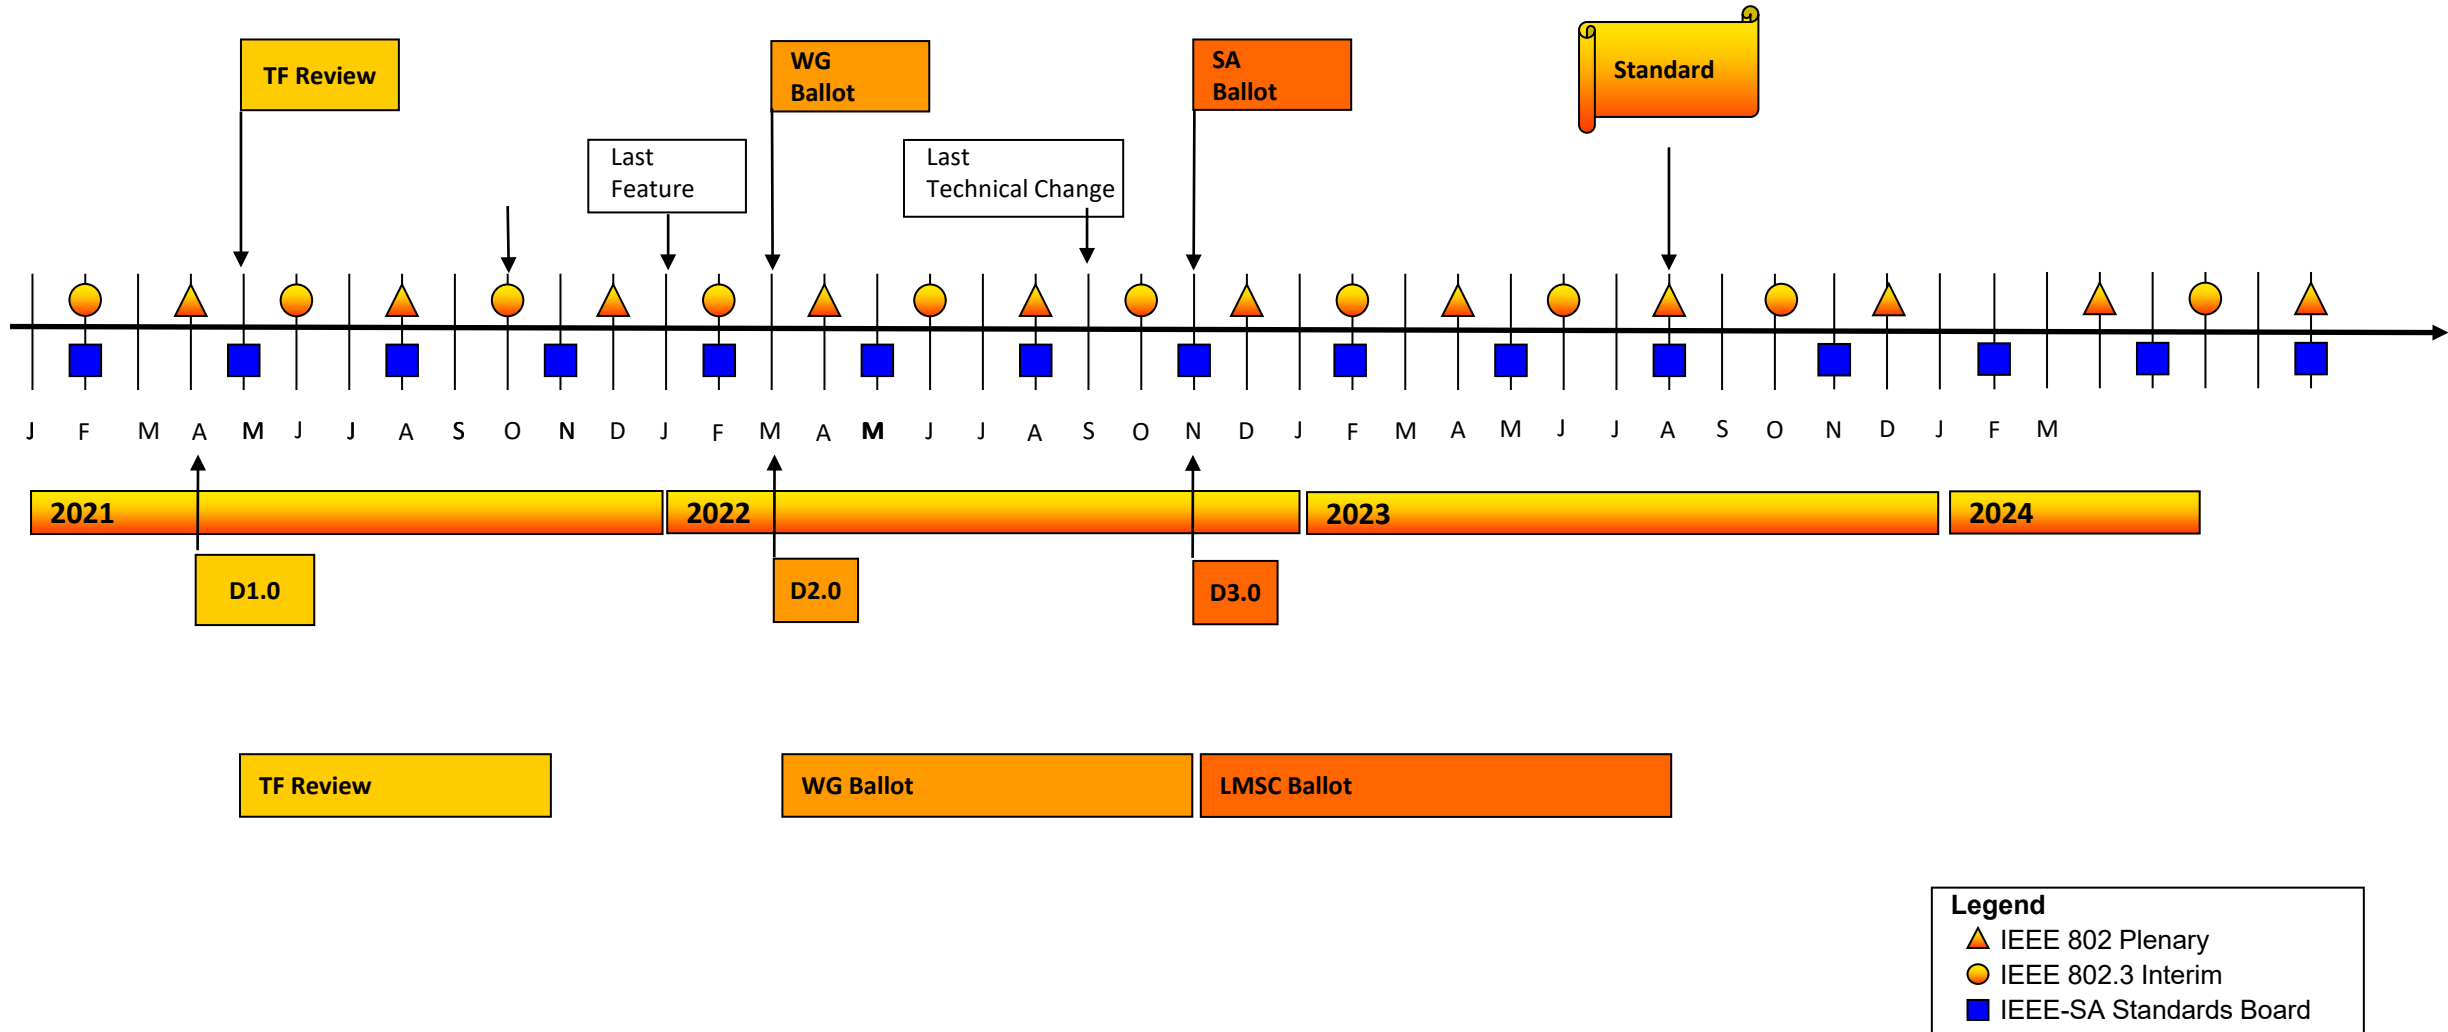 TF Review
WG
Ballot
SA
Ballot
Standard
Last
Feature
Last
Technical Change
J F M A M J J A S O N D J F M A M J J A S O N D J F M A M J J A S O N D J F M
2021
2022
2023
2024
D1.0
D2.0
D3.0
TF Review
WG Ballot
LMSC Ballot
Legend
IEEE 802 Plenary
IEEE 802.3 Interim
IEEE-SA Standards Board